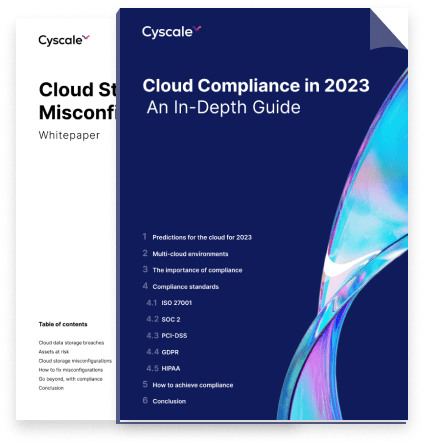 Cyscale
Cloud St
Misconfi
Whitepaper
Table of contents
Cloud data storage breaches
Assets at risk
Cloud storage misconfigurations
How to fix misconfigurations
Go beyond, with compliance
Conclusion
Cyscale
Cloud Compliance in 2023
An In-Depth Guide
1 Predictions for the cloud for 2023
2 Multi-cloud environments
3 The importance of compliance
4 Compliance standards
4.1 ISO 27001
4.2 SOC 2
4.3 PCI-DSS
4.4 GDPR
4.5 HIPAA
5 How to achieve compliance
6 Conclusion